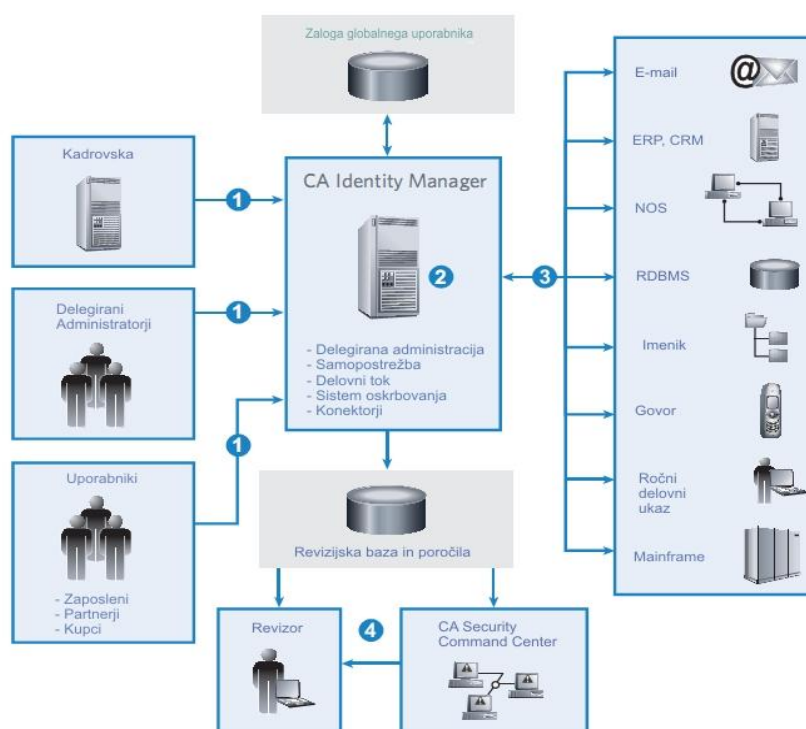 Zaloga globalnega uporabnika
Kadrovska
1
Delegirani
Administratorji
1
Uporabniki
- Zaposleni
- Partnerji
- Kupci
1
CA Identity Manager
2
- Delegirana administracija
- Samopostrežba
- Delovni tok
- Sistem oskrbovanja
- Konektorji
3
E-mail
@
ERP, CRM
NOS
RDBMS
Imenik
Govor
Ročni
delovni
ukaz
Mainframe
Revizijska baza in poročila
Revizor
4
CA Security
Command Center